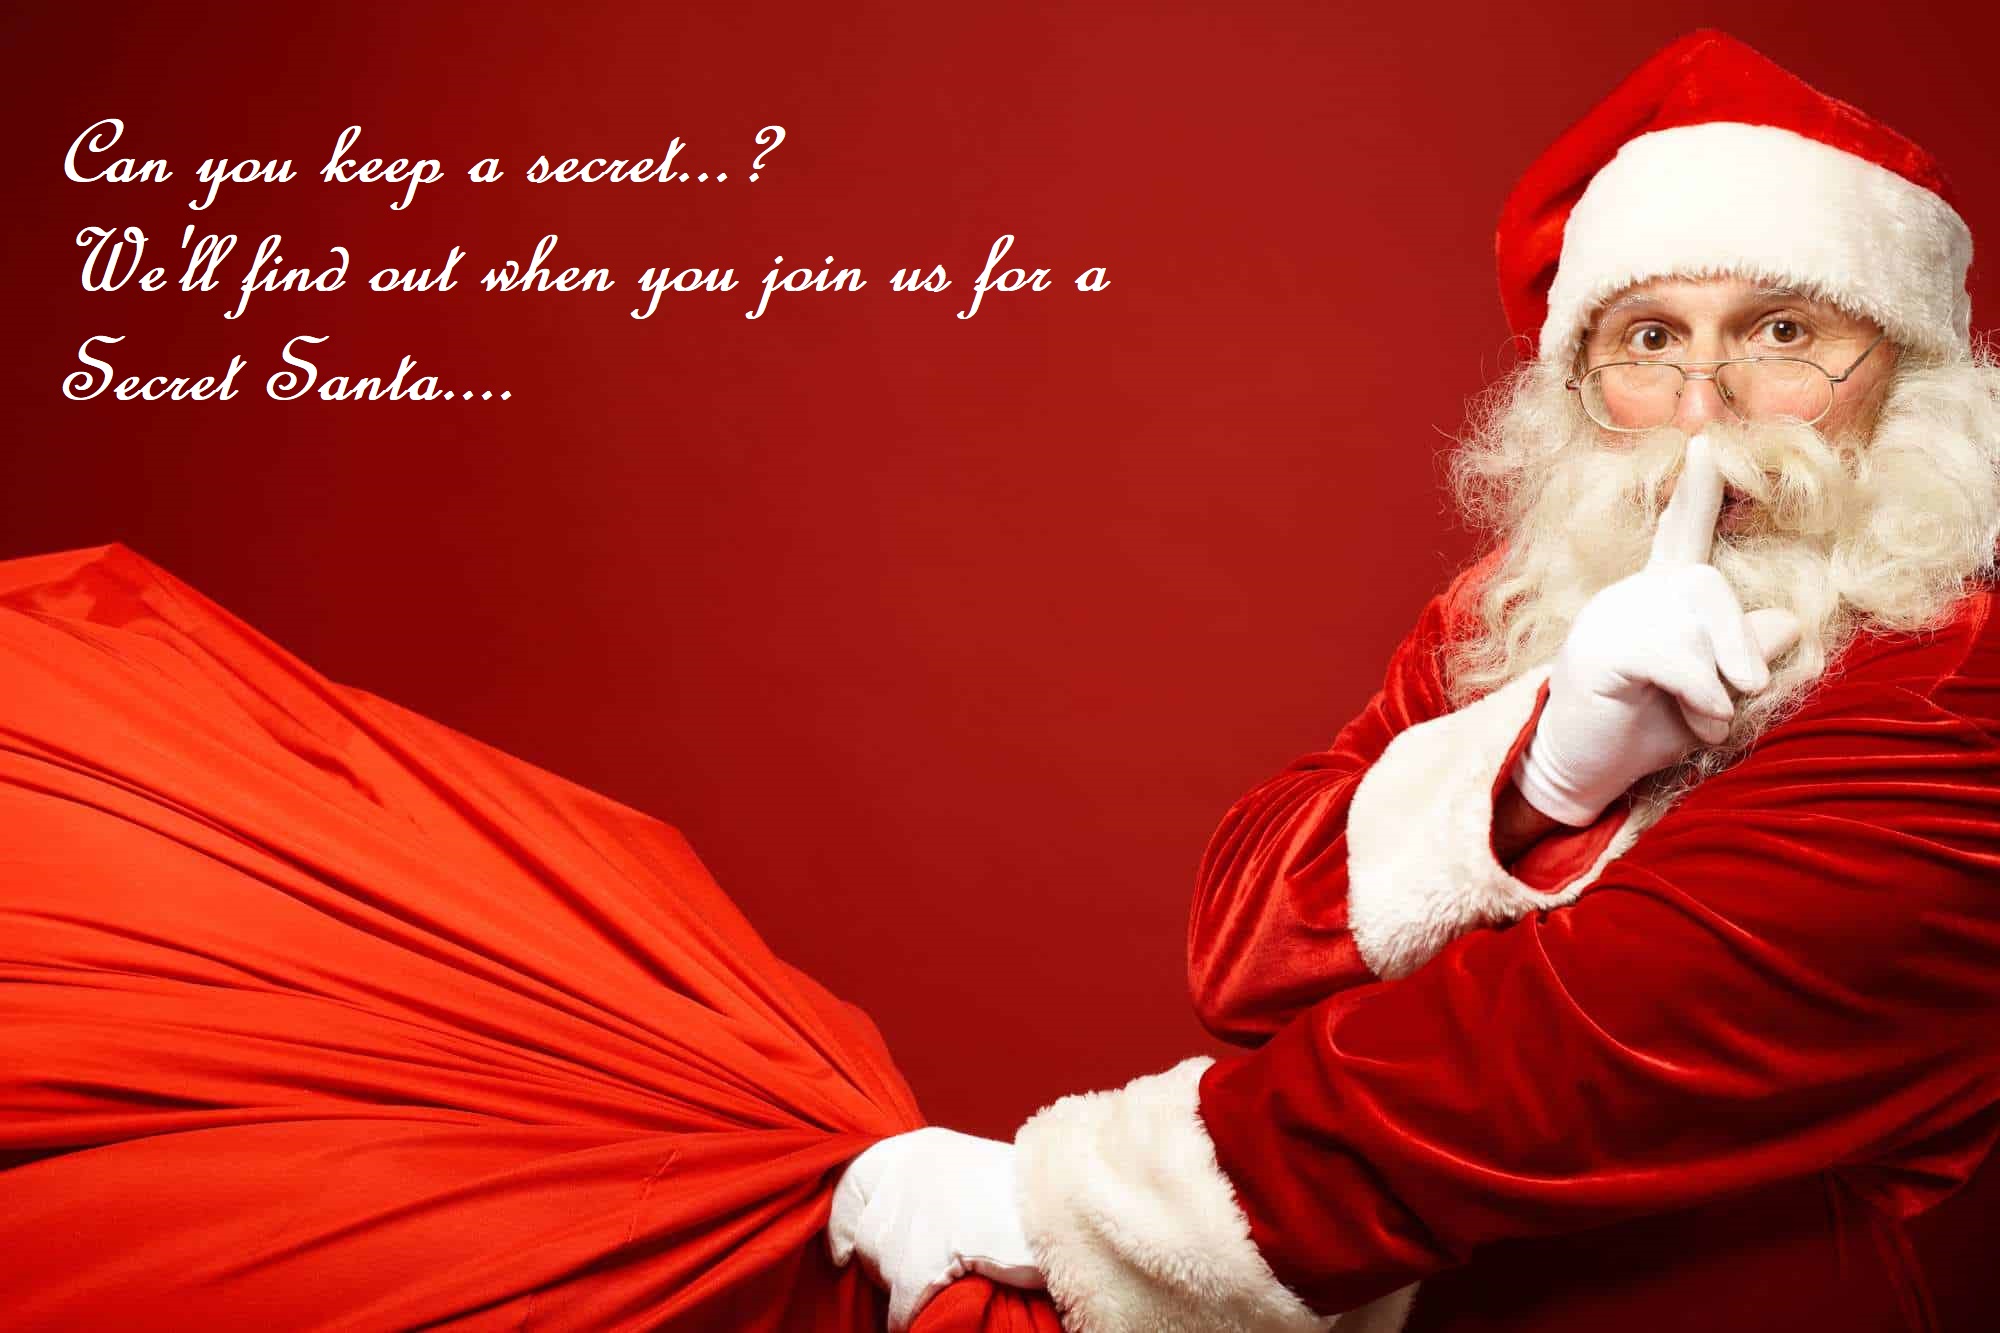 Can you keep a secret...?
We'll find out when you join us for a
Secret Santa....